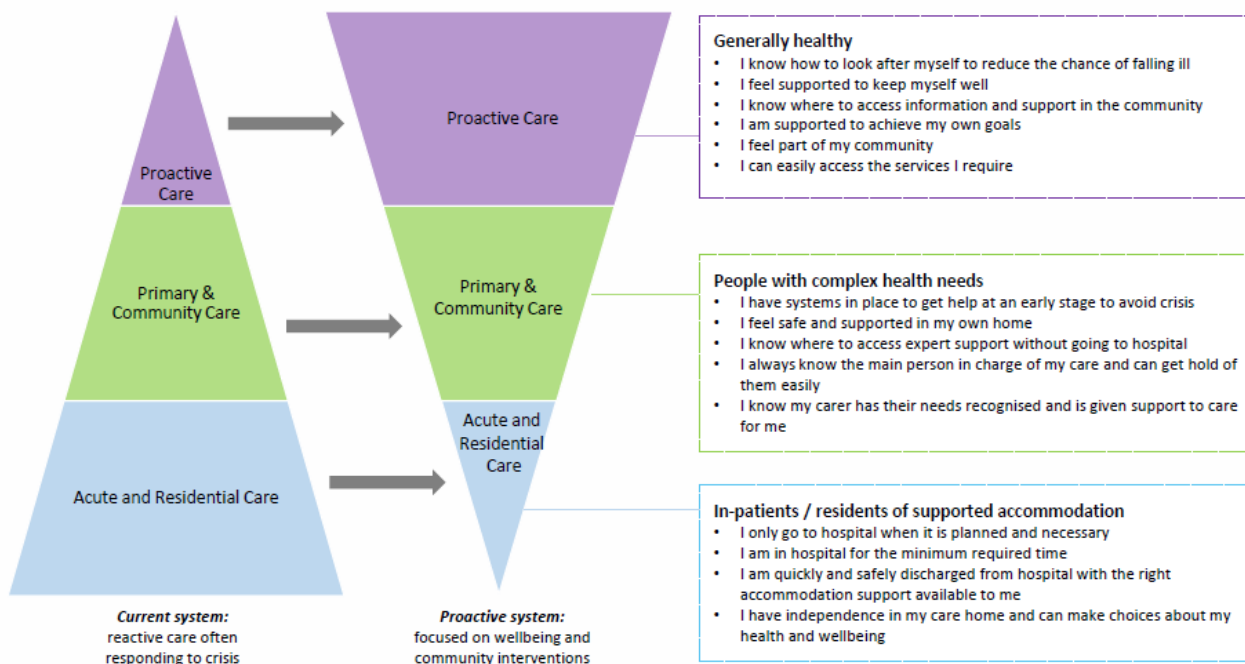 Proactive
Care
Primary &
Community Care
Acute and Residential Care
Current system:
reactive care often
responding to crisis
Proactive Care
Primary &
Community Care
Acute and
Residential
Care
Proactive system:
focused on wellbeing and
community interventions
Generally healthy
• I know how to look after myself to reduce the chance of falling ill
• I feel supported to keep myself well
• I know where to access information and support in the community
• I am supported to achieve my own goals
• I feel part of my community
• I can easily access the services I require
People with complex health needs
• I have systems in place to get help at an early stage to avoid crisis
• I feel safe and supported in my own home
• I know where to access expert support without going to hospital
• I always know the main person in charge of my care and can get hold of
them easily
• I know my carer has their needs recognised and is given support to care
for me
In-patients / residents of supported accommodation
• I only go to hospital when it is planned and necessary
• I am in hospital for the minimum required time
• I am quickly and safely discharged from hospital with the right
accommodation support available to me
• I have independence in my care home and can make choices about my
health and wellbeing